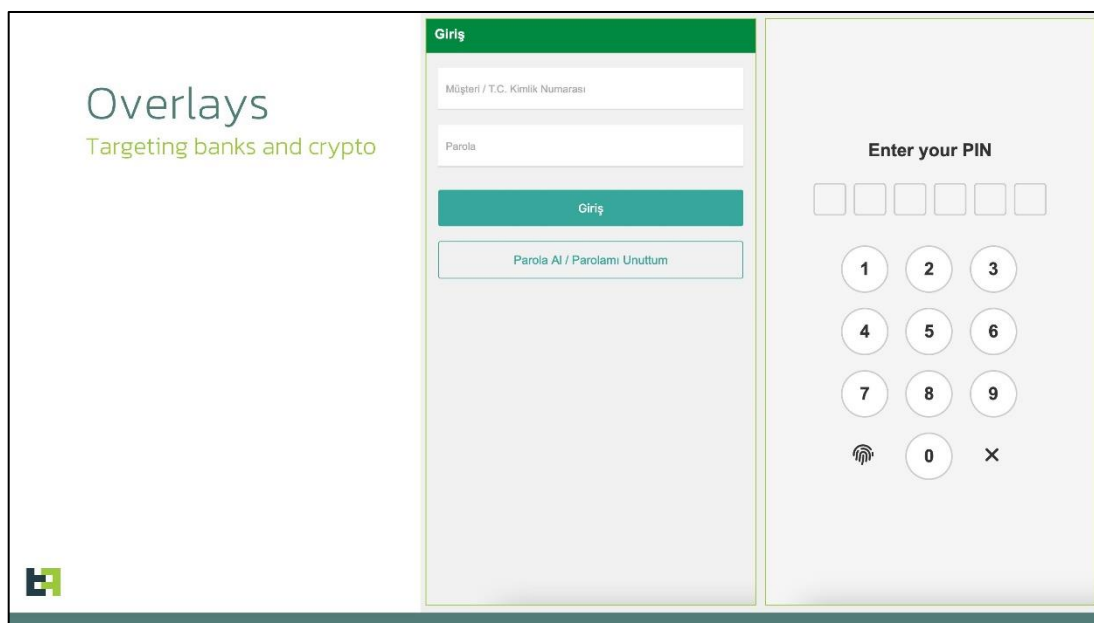 Overlays
Targeting banks and crypto
Giriş
Müşteri / T.C. Kimlik Numarası
Parola
Giriş
Parola Al / Parolamı Unuttum
Enter your PIN
1 2 3
4 5 6
7 8 9
0 ×